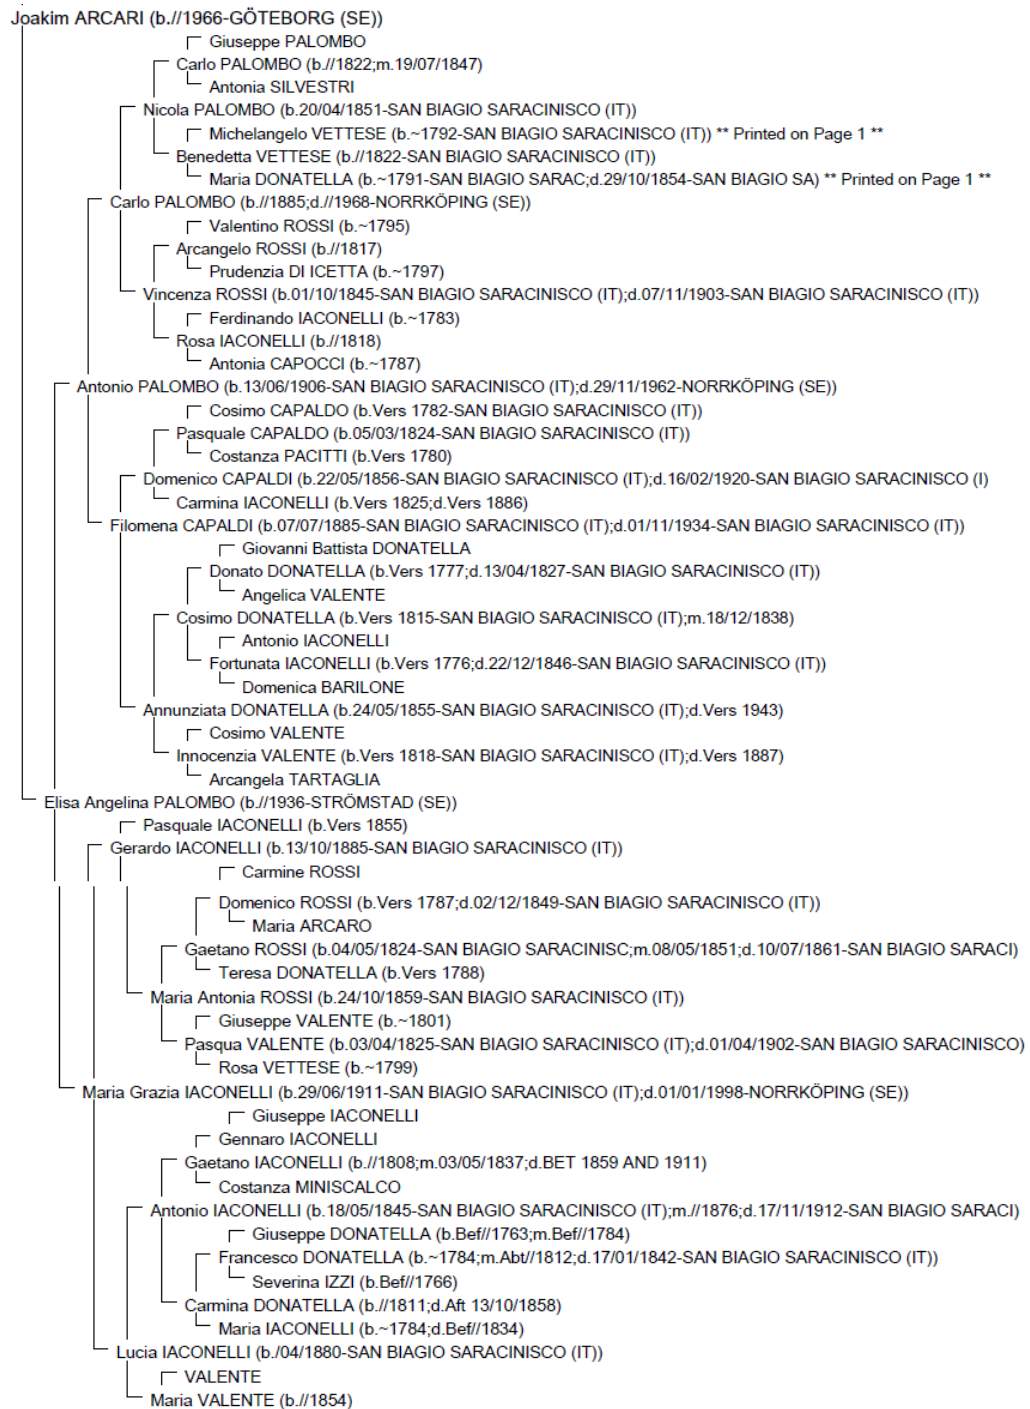 Joakim ARCARI (b.//1966-GÖTEBORG (SE))
Giuseppe PALOMBO
Carlo PALOMBO (b.//1822;m.19/07/1847)
Antonia SILVESTRI
Nicola PALOMBO (b.20/04/1851-SAN BIAGIO SARACINISCO (IT))
Michelangelo VETTESE (b.~1792-SAN BIAGIO SARACINISCO (IT)) ** Printed on Page 1 **
Benedetta VETTESE (b.//1822-SAN BIAGIO SARACINISCO (IT))
Maria DONATELLA (b.~1791-SAN BIAGIO SARAC;d.29/10/1854-SAN BIAGIO SA) ** Printed on Page 1 **
Carlo PALOMBO (b.//1885;d.//1968-NORRKÖPING (SE))
Valentino ROSSI (b.~1795)
Arcangelo ROSSI (b.//1817)
Prudenzia DI ICETTA (b.~1797)
Vincenza ROSSI (b.01/10/1845-SAN BIAGIO SARACINISCO (IT);d.07/11/1903-SAN BIAGIO SARACINISCO (IT))
Ferdinando IACONELLI (b.~1783)
Rosa IACONELLI (b.//1818)
Antonia CAPOCCI (b.~1787)
Antonio PALOMBO (b.13/06/1906-SAN BIAGIO SARACINISCO (IT);d.29/11/1962-NORRKÖPING (SE))
Cosimo CAPALDO (b.Vers 1782-SAN BIAGIO SARACINISCO (IT))
Pasquale CAPALDO (b.05/03/1824-SAN BIAGIO SARACINISCO (IT))
Costanza PACITTI (b.Vers 1780)
Domenico CAPALDI (b.22/05/1856-SAN BIAGIO SARACINISCO (IT);d.16/02/1920-SAN BIAGIO SARACINISCO (I)
Carmina IACONELLI (b.Vers 1825;d.Vers 1886)
Filomena CAPALDI (b.07/07/1885-SAN BIAGIO SARACINISCO (IT);d.01/11/1934-SAN BIAGIO SARACINISCO (IT))
Giovanni Battista DONATELLA
Donato DONATELLA (b.Vers 1777;d.13/04/1827-SAN BIAGIO SARACINISCO (IT))
Angelica VALENTE
Cosimo DONATELLA (b.Vers 1815-SAN BIAGIO SARACINISCO (IT);m.18/12/1838)
Antonio IACONELLI
Fortunata IACONELLI (b.Vers 1776;d.22/12/1846-SAN BIAGIO SARACINISCO (IT))
Domenica BARILONE
Annunziata DONATELLA (b.24/05/1855-SAN BIAGIO SARACINISCO (IT);d.Vers 1943)
Cosimo VALENTE
Innocenzia VALENTE (b.Vers 1818-SAN BIAGIO SARACINISCO (IT);d.Vers 1887)
Arcangela TARTAGLIA
Elisa Angelina PALOMBO (b.//1936-STRÖMSTAD (SE))
Pasquale IACONELLI (b.Vers 1855)
Gerardo IACONELLI (b.13/10/1885-SAN BIAGIO SARACINISCO (IT))
Carmine ROSSI
Domenico ROSSI (b.Vers 1787;d.02/12/1849-SAN BIAGIO SARACINISCO (IT))
Maria ARCARO
Gaetano ROSSI (b.04/05/1824-SAN BIAGIO SARACINISC;m.08/05/1851;d.10/07/1861-SAN BIAGIO SARACI)
Teresa DONATELLA (b.Vers 1788)
Maria Antonia ROSSI (b.24/10/1859-SAN BIAGIO SARACINISCO (IT))
Giuseppe VALENTE (b.~1801)
Pasqua VALENTE (b.03/04/1825-SAN BIAGIO SARACINISCO (IT);d.01/04/1902-SAN BIAGIO SARACINISCO)
Rosa VETTESE (b.~1799)
Maria Grazia IACONELLI (b.29/06/1911-SAN BIAGIO SARACINISCO (IT);d.01/01/1998-NORRKÖPING (SE))
Giuseppe IACONELLI
Gennaro IACONELLI
Gaetano IACONELLI (b.//1808;m.03/05/1837;d.BET 1859 AND 1911)
Costanza MINISCALCO
Antonio IACONELLI (b.18/05/1845-SAN BIAGIO SARACINISCO (IT);m.//1876;d.17/11/1912-SAN BIAGIO SARACI)
Giuseppe DONATELLA (b.Bef//1763;m.Bef//1784)
Francesco DONATELLA (b.~1784;m.Abt//1812;d.17/01/1842-SAN BIAGIO SARACINISCO (IT))
Severina IZZI (b.Bef//1766)
Carmina DONATELLA (b.//1811;d.Aft 13/10/1858)
Maria IACONELLI (b.~1784;d.Bef//1834)
Lucia IACONELLI (b./04/1880-SAN BIAGIO SARACINISCO (IT))
VALENTE
Maria VALENTE (b.//1854)